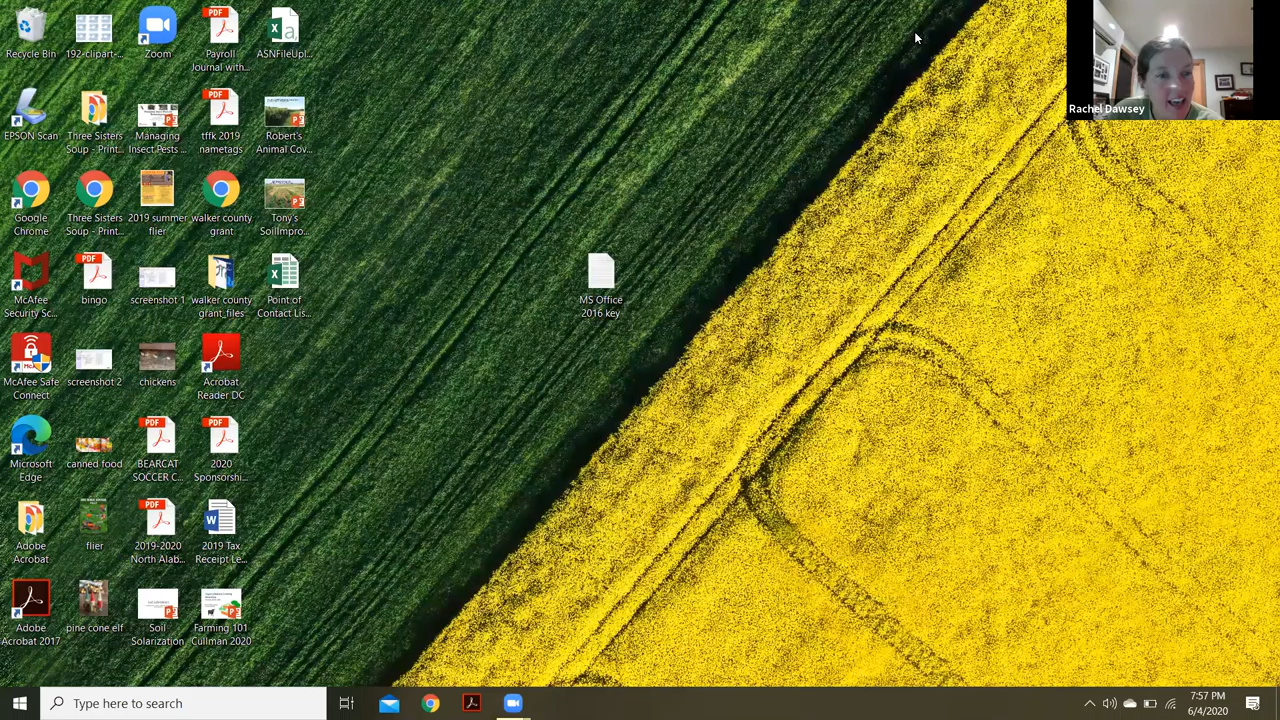 Recycle Bin
192-clipart-...
Zoom
PDF
Payroll
Journal with...
ASNFileUpl...
Rachel Dawsey
EPSON Scan
Three Sisters
Soup - Print...
Managing
Insect Pests ...
PDF
tffk 2019
nametags
Robert's
Animal Cov...
Google
Chrome
Three Sisters
Soup - Print...
2019 summer
flier
walker county
grant
Tony's
SoilImpro...
McAfee
Security Sc...
PDF
bingo
screenshot 1
walker county
grant_files
Point of
Contact Lis...
MS Office
2016 key
McAfee Safe
Connect
screenshot 2
chickens
Acrobat
Reader DC
Microsoft
Edge
canned food
PDF
BEARCAT
SOCCER C...
PDF
2020
Sponsorshi...
Adobe
Acrobat
flier
PDF
2019-2020
North Alab...
2019 Tax
Receipt Le...
Adobe
Acrobat 2017
pine cone elf
Soil
Solarization
Farming 101
Cullman 2020
Type here to search
7:57 PM
6/4/2020